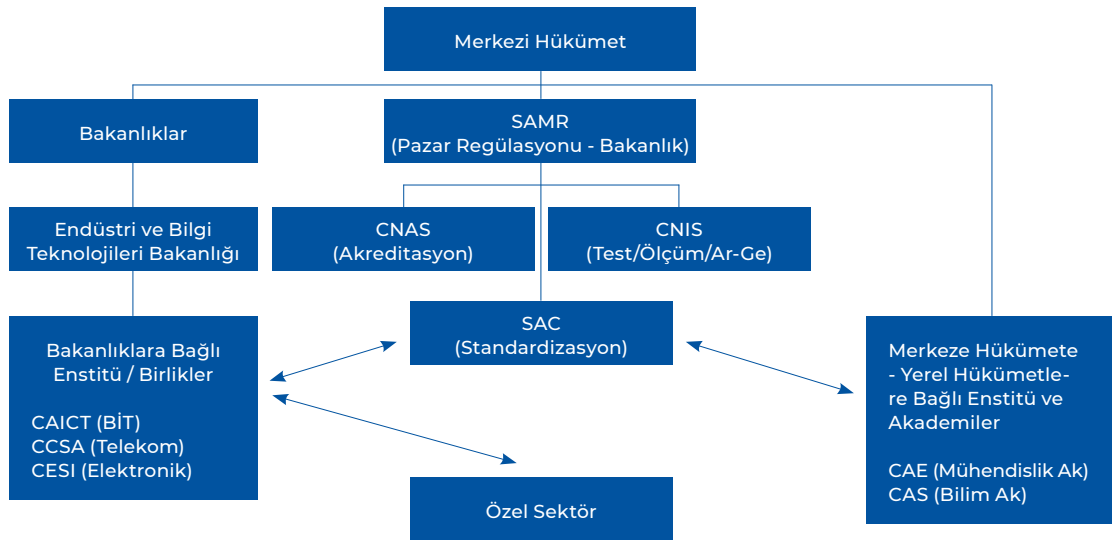 Merkezi Hükümet
Bakanlıklar
SAMR
(Pazar Regülasyonu - Bakanlık)
Endüstri ve Bilgi
Teknolojileri Bakanlığı
CNAS
(Akreditasyon)
CNIS
(Test/Ölçüm/Ar-Ge)
SAC
(Standardizasyon)
Bakanlıklara Bağlı
Enstitü / Birlikler
CAICT (BİT)
CCSA (Telekom)
CESI (Elektronik)
Merkeze Hükümete
- Yerel Hükümetle-
re Bağlı Enstitü ve
Akademiler
CAE (Mühendislik Ak)
CAS (Bilim Ak)
Özel Sektör